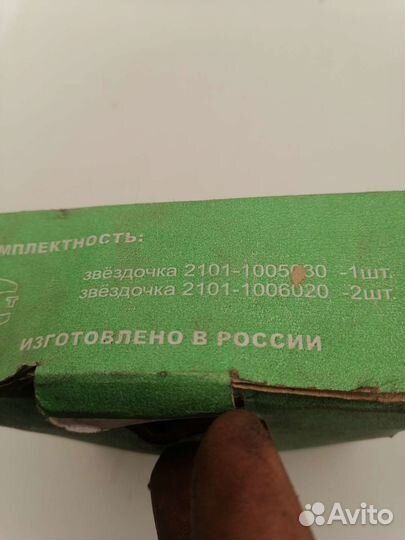 МПЛЕКТНОСТЬ:
звёздочка 2101-1005030 -1шт.
звёздочка 2101-1006020 -2шт.
ИЗГОТОВЛЕНО В РОССИИ
Avito